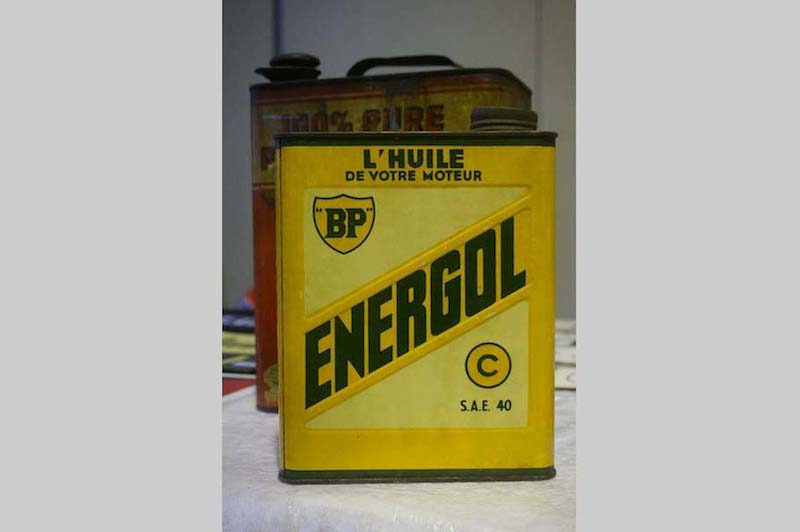 100% PURE
L'HUILE
DE VOTRE MOTEUR
"BP"
ENERGOL
C
S.A.E. 40